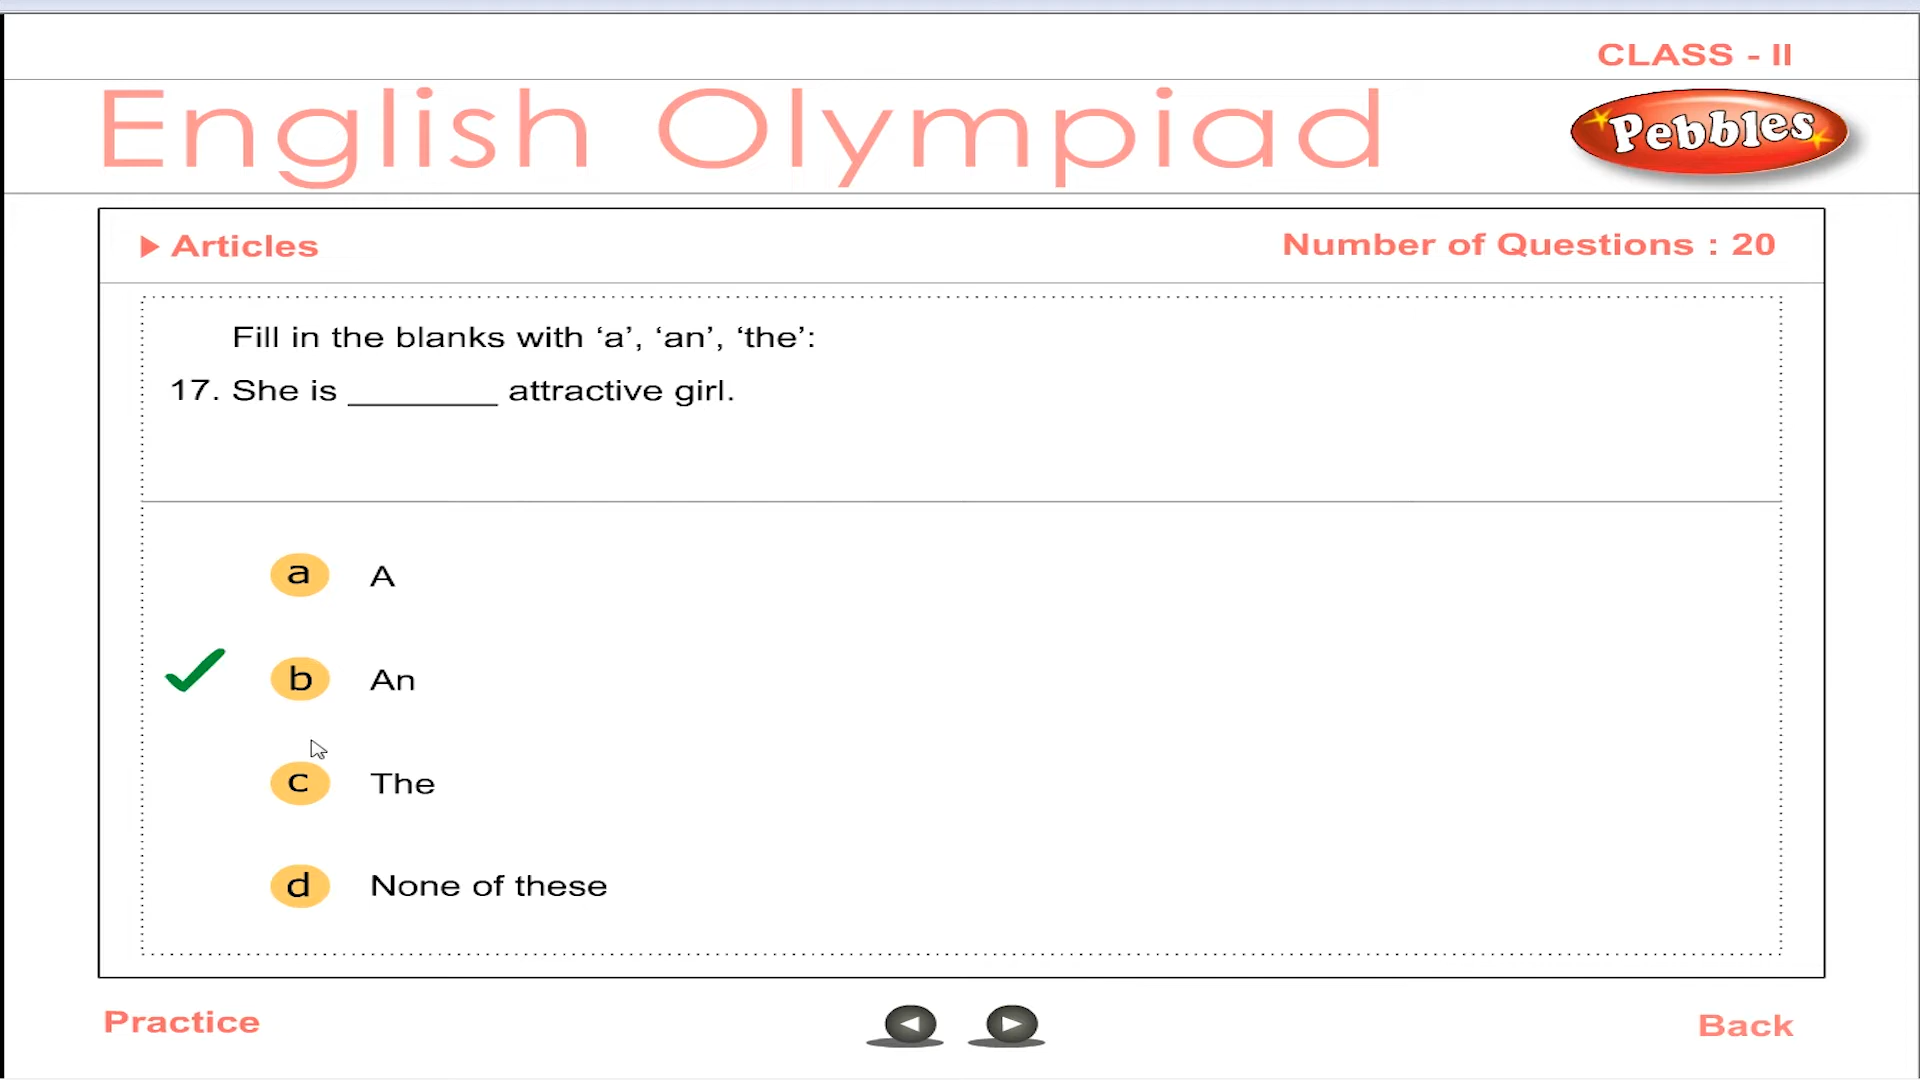 CLASS - II
English Olympiad
Pebbles
Articles
Number of Questions : 20
Fill in the blanks with ‘a’, ‘an’, ‘the’:
17. She is _________ attractive girl.
a A
b An
c The
d None of these
Practice
Back